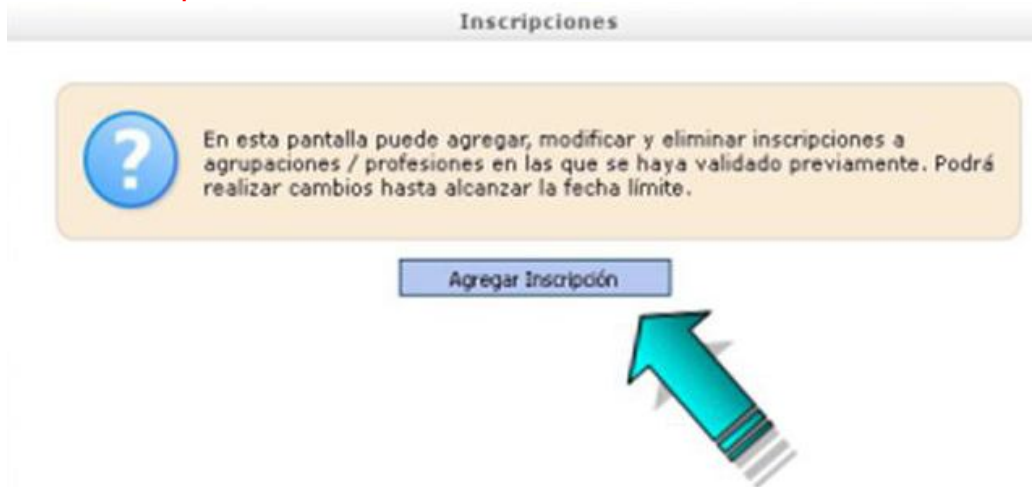 Inscripciones
En esta pantalla puede agregar, modificar y eliminar inscripciones a
agrupaciones / profesiones en las que se haya validado previamente. Podrá
realizar cambios hasta alcanzar la fecha límite.
Agregar Inscripción